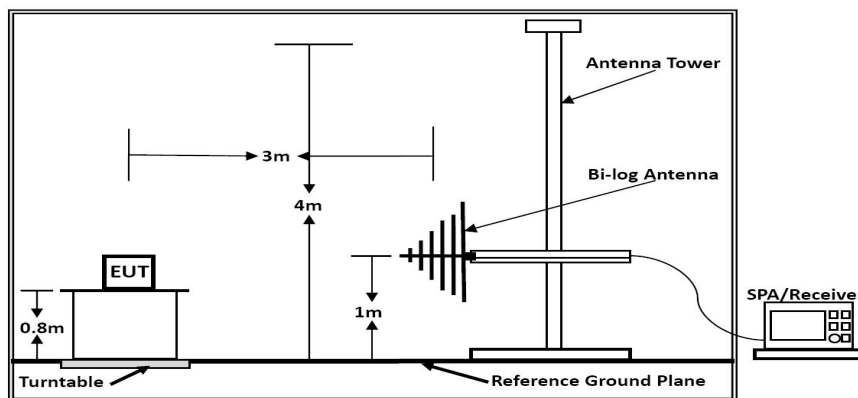 Antenna Tower
3m
Bi-log Antenna
4m
EUT
SPA/Receive
0.8m
1m
Turntable
Reference Ground Plane